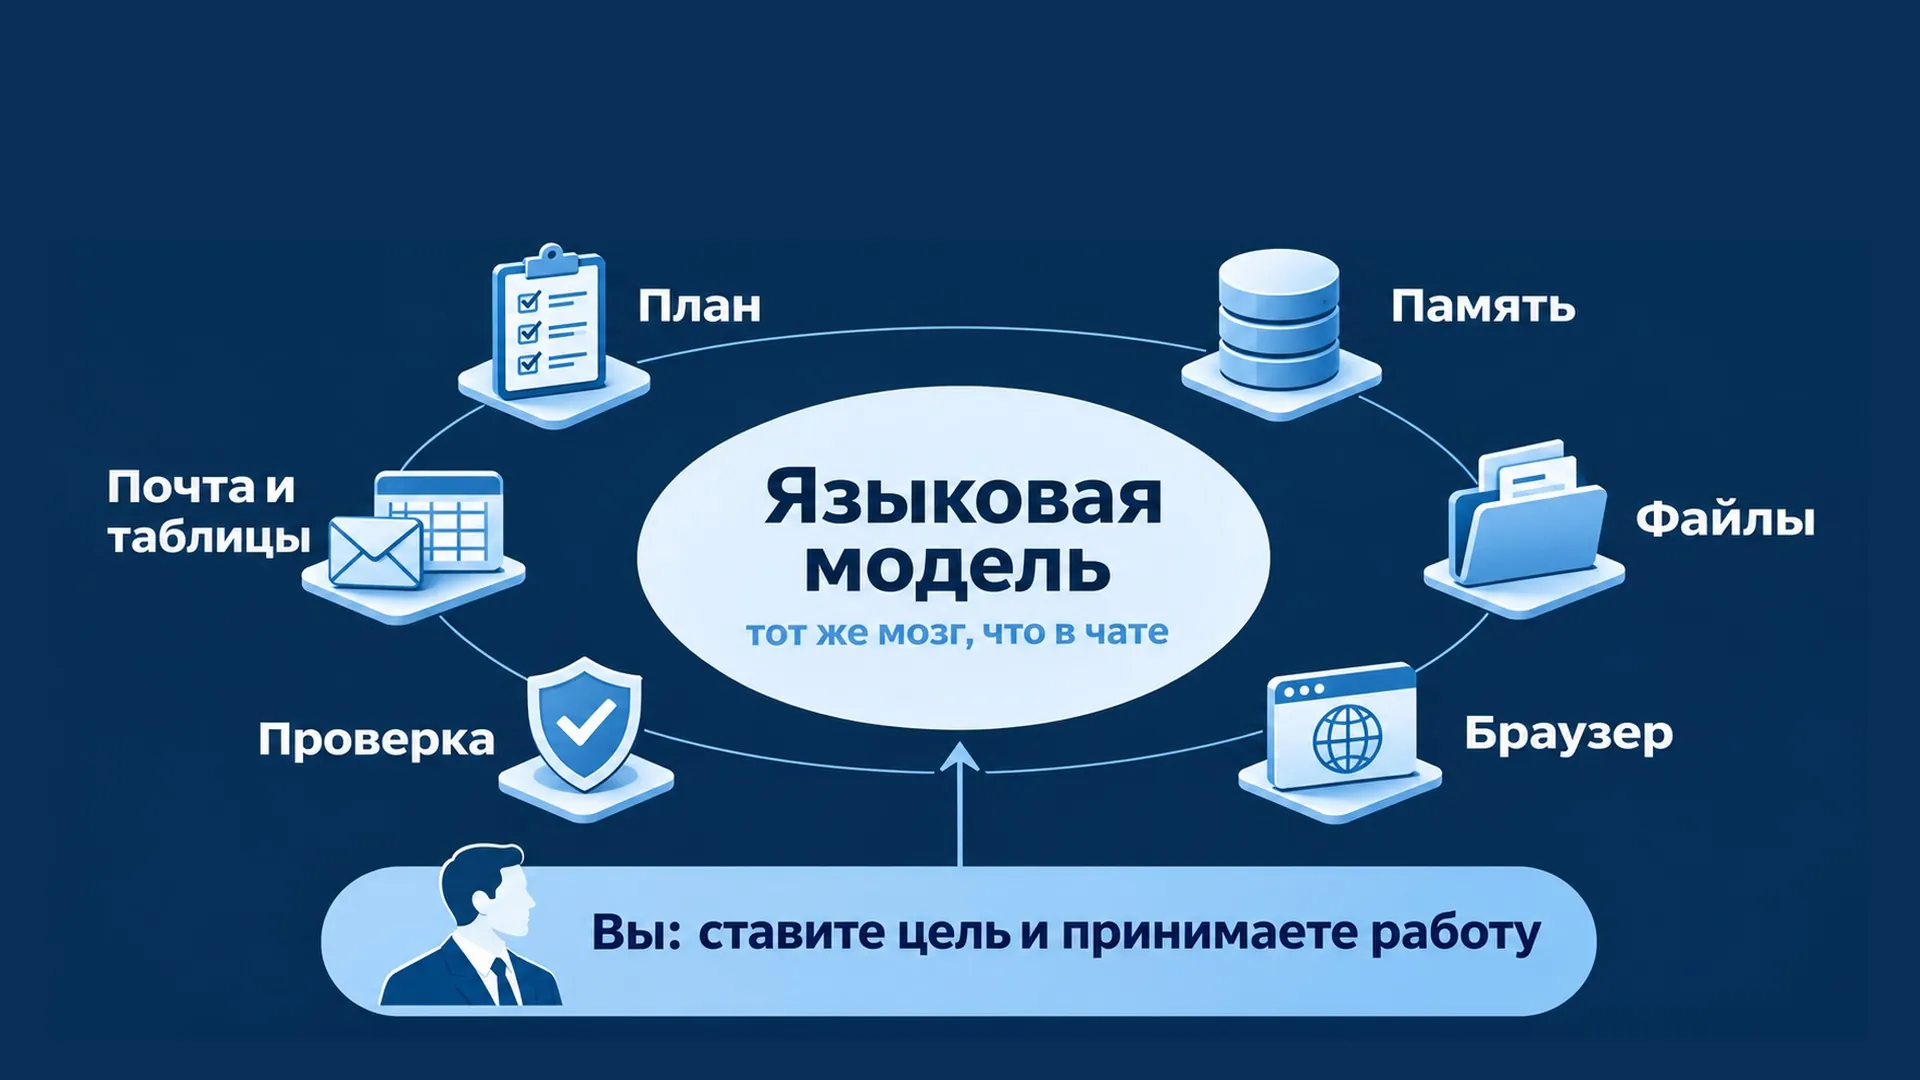 План
Память
Почта и
таблицы
Языковая
модель
тот же мозг, что в чате
Файлы
Проверка
Браузер
Вы: ставите цель и принимаете работу